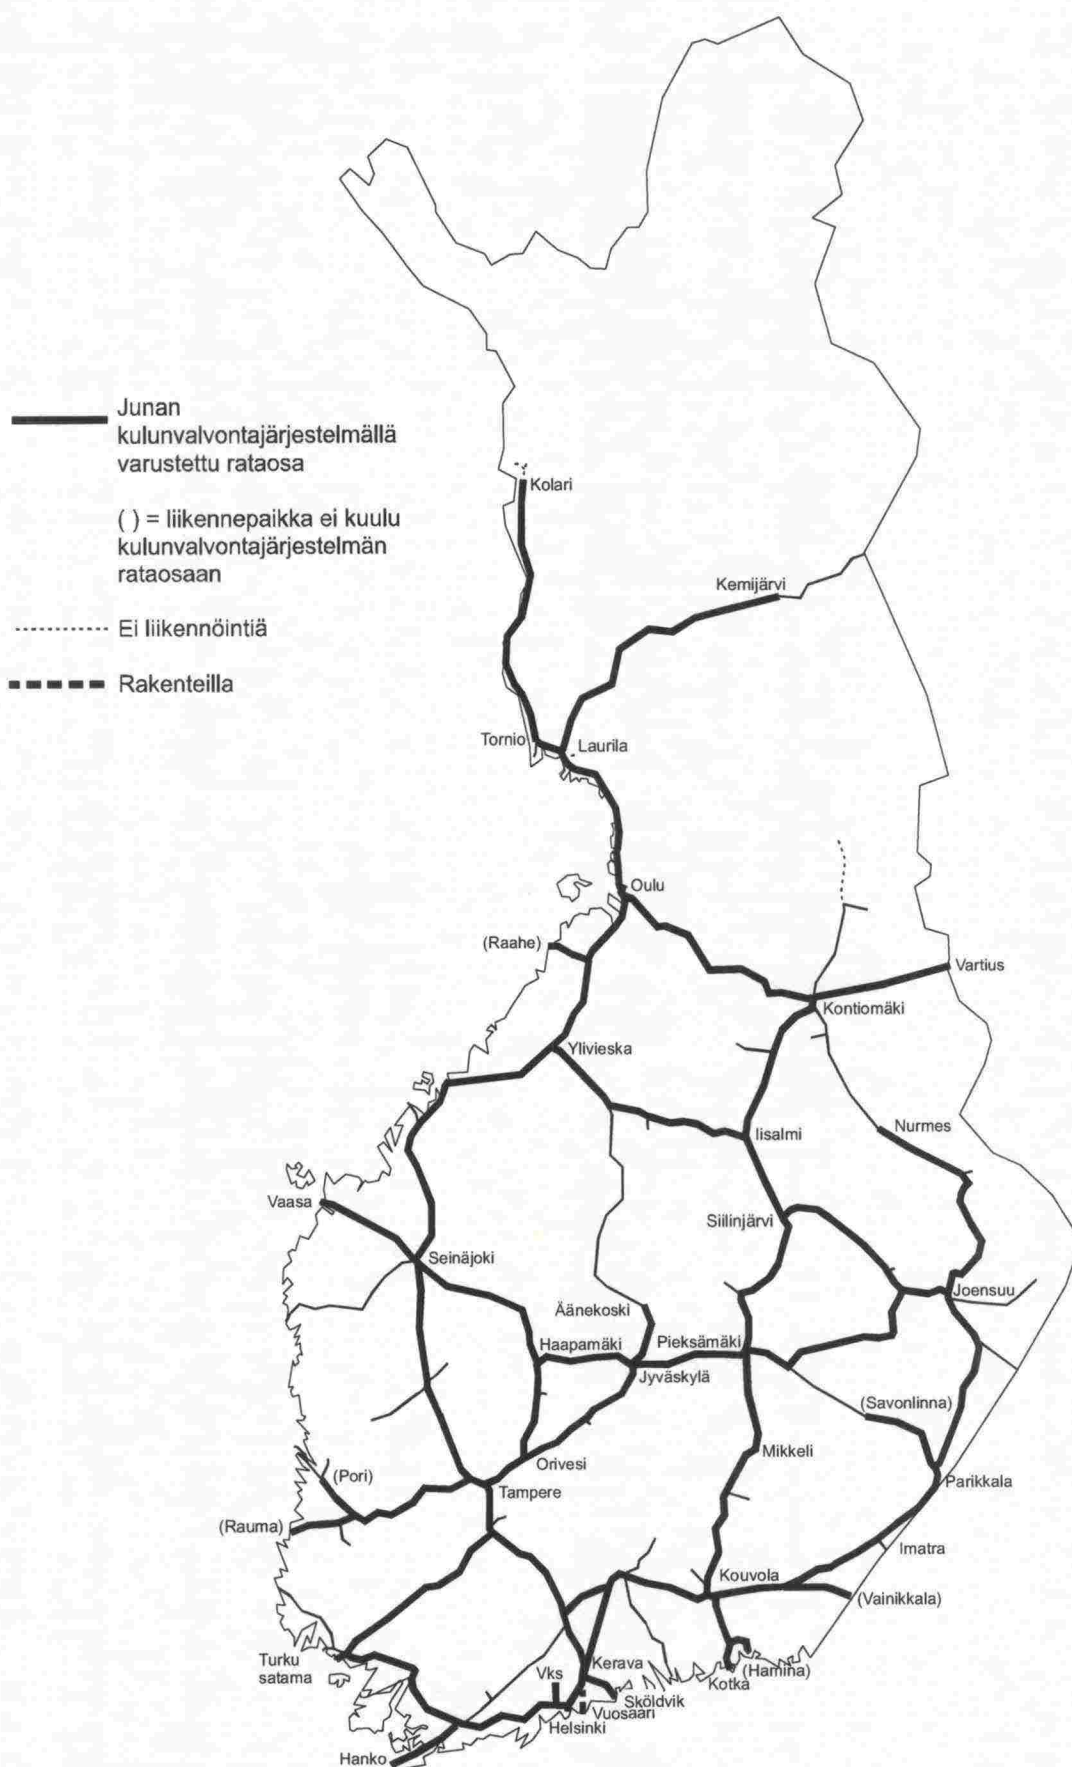 Junan
kulunvalvontajärjestelmällä
varustettu rataosa
( ) = liikennepaikka ei kuulu
kulunvalvontajärjestelmän
rataosaan
Ei liikennöintiä
Rakenteilla
Kolari
Kemijärvi
Tornio
Laurila
Oulu
(Raahe)
Vartius
Kontiomäki
Ylivieska
Iisalmi
Nurmes
Vaasa
Siilinjärvi
Seinäjoki
Joensuu
Äänekoski
Haapamäki
Pieksämäki
Jyväskylä
(Savonlinna)
Mikkeli
Orivesi
(Pori)
Tampere
Parikkala
(Rauma)
Imatra
Kouvola
(Vainikkala)
Turku
satama
Vks
Kerava
(Hamina)
Kotka
Sköldvik
Vuosaari
Helsinki
Hanko